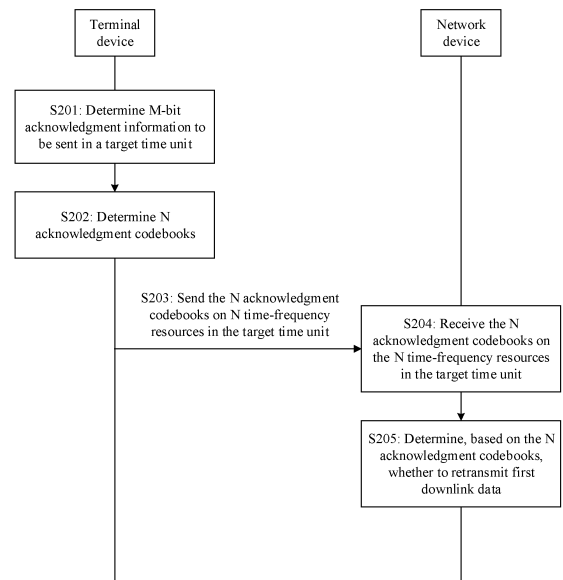 Terminal
device
Network
device
S201: Determine M-bit
acknowledgment information to
be sent in a target time unit
S202: Determine N
acknowledgment codebooks
S203: Send the N acknowledgment
codebooks on N time-frequency
resources in the target time unit
S204: Receive the N
acknowledgment codebooks on
the N time-frequency resources
in the target time unit
S205: Determine, based on the N
acknowledgment codebooks,
whether to retransmit first
downlink data